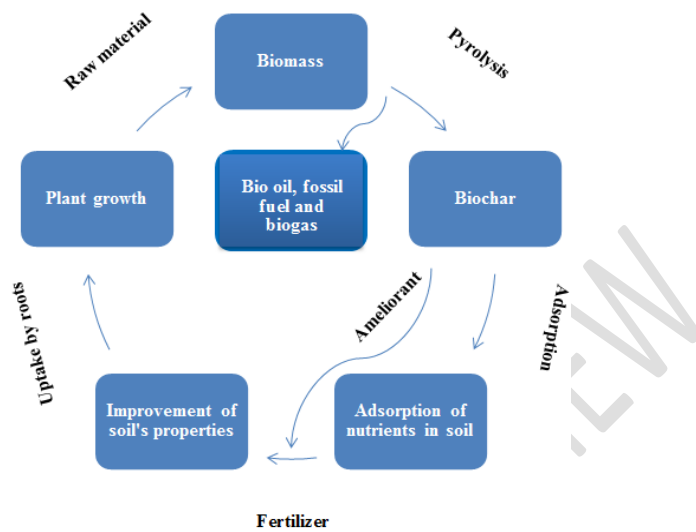 Raw material
Biomass
Pyrolysis
Plant growth
Bio oil, fossil
fuel and
biogas
Biochar
Uptake by roots
Ameliorant
Adsorption
Improvement of
soil's properties
Adsorption of
nutrients in soil
Fertilizer